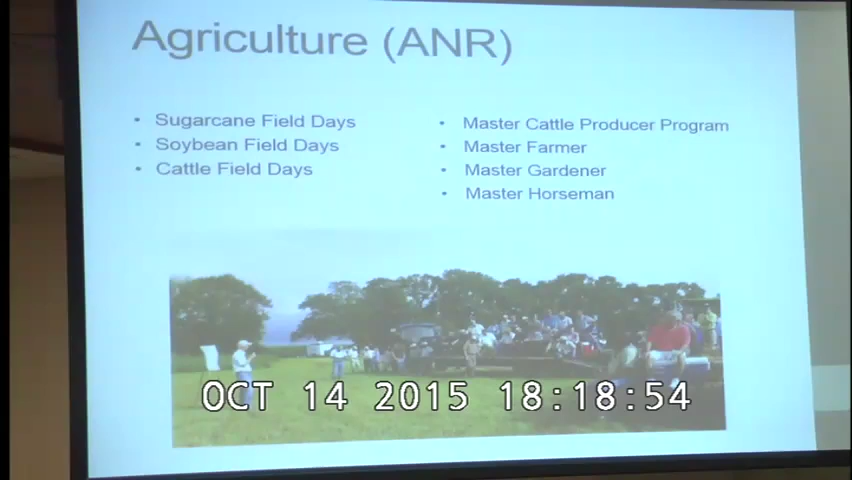 Agriculture (ANR)
• Sugarcane Field Days
• Soybean Field Days
• Cattle Field Days
• Master Cattle Producer Program
• Master Farmer
• Master Gardener
• Master Horseman
OCT 14 2015 18:18:54